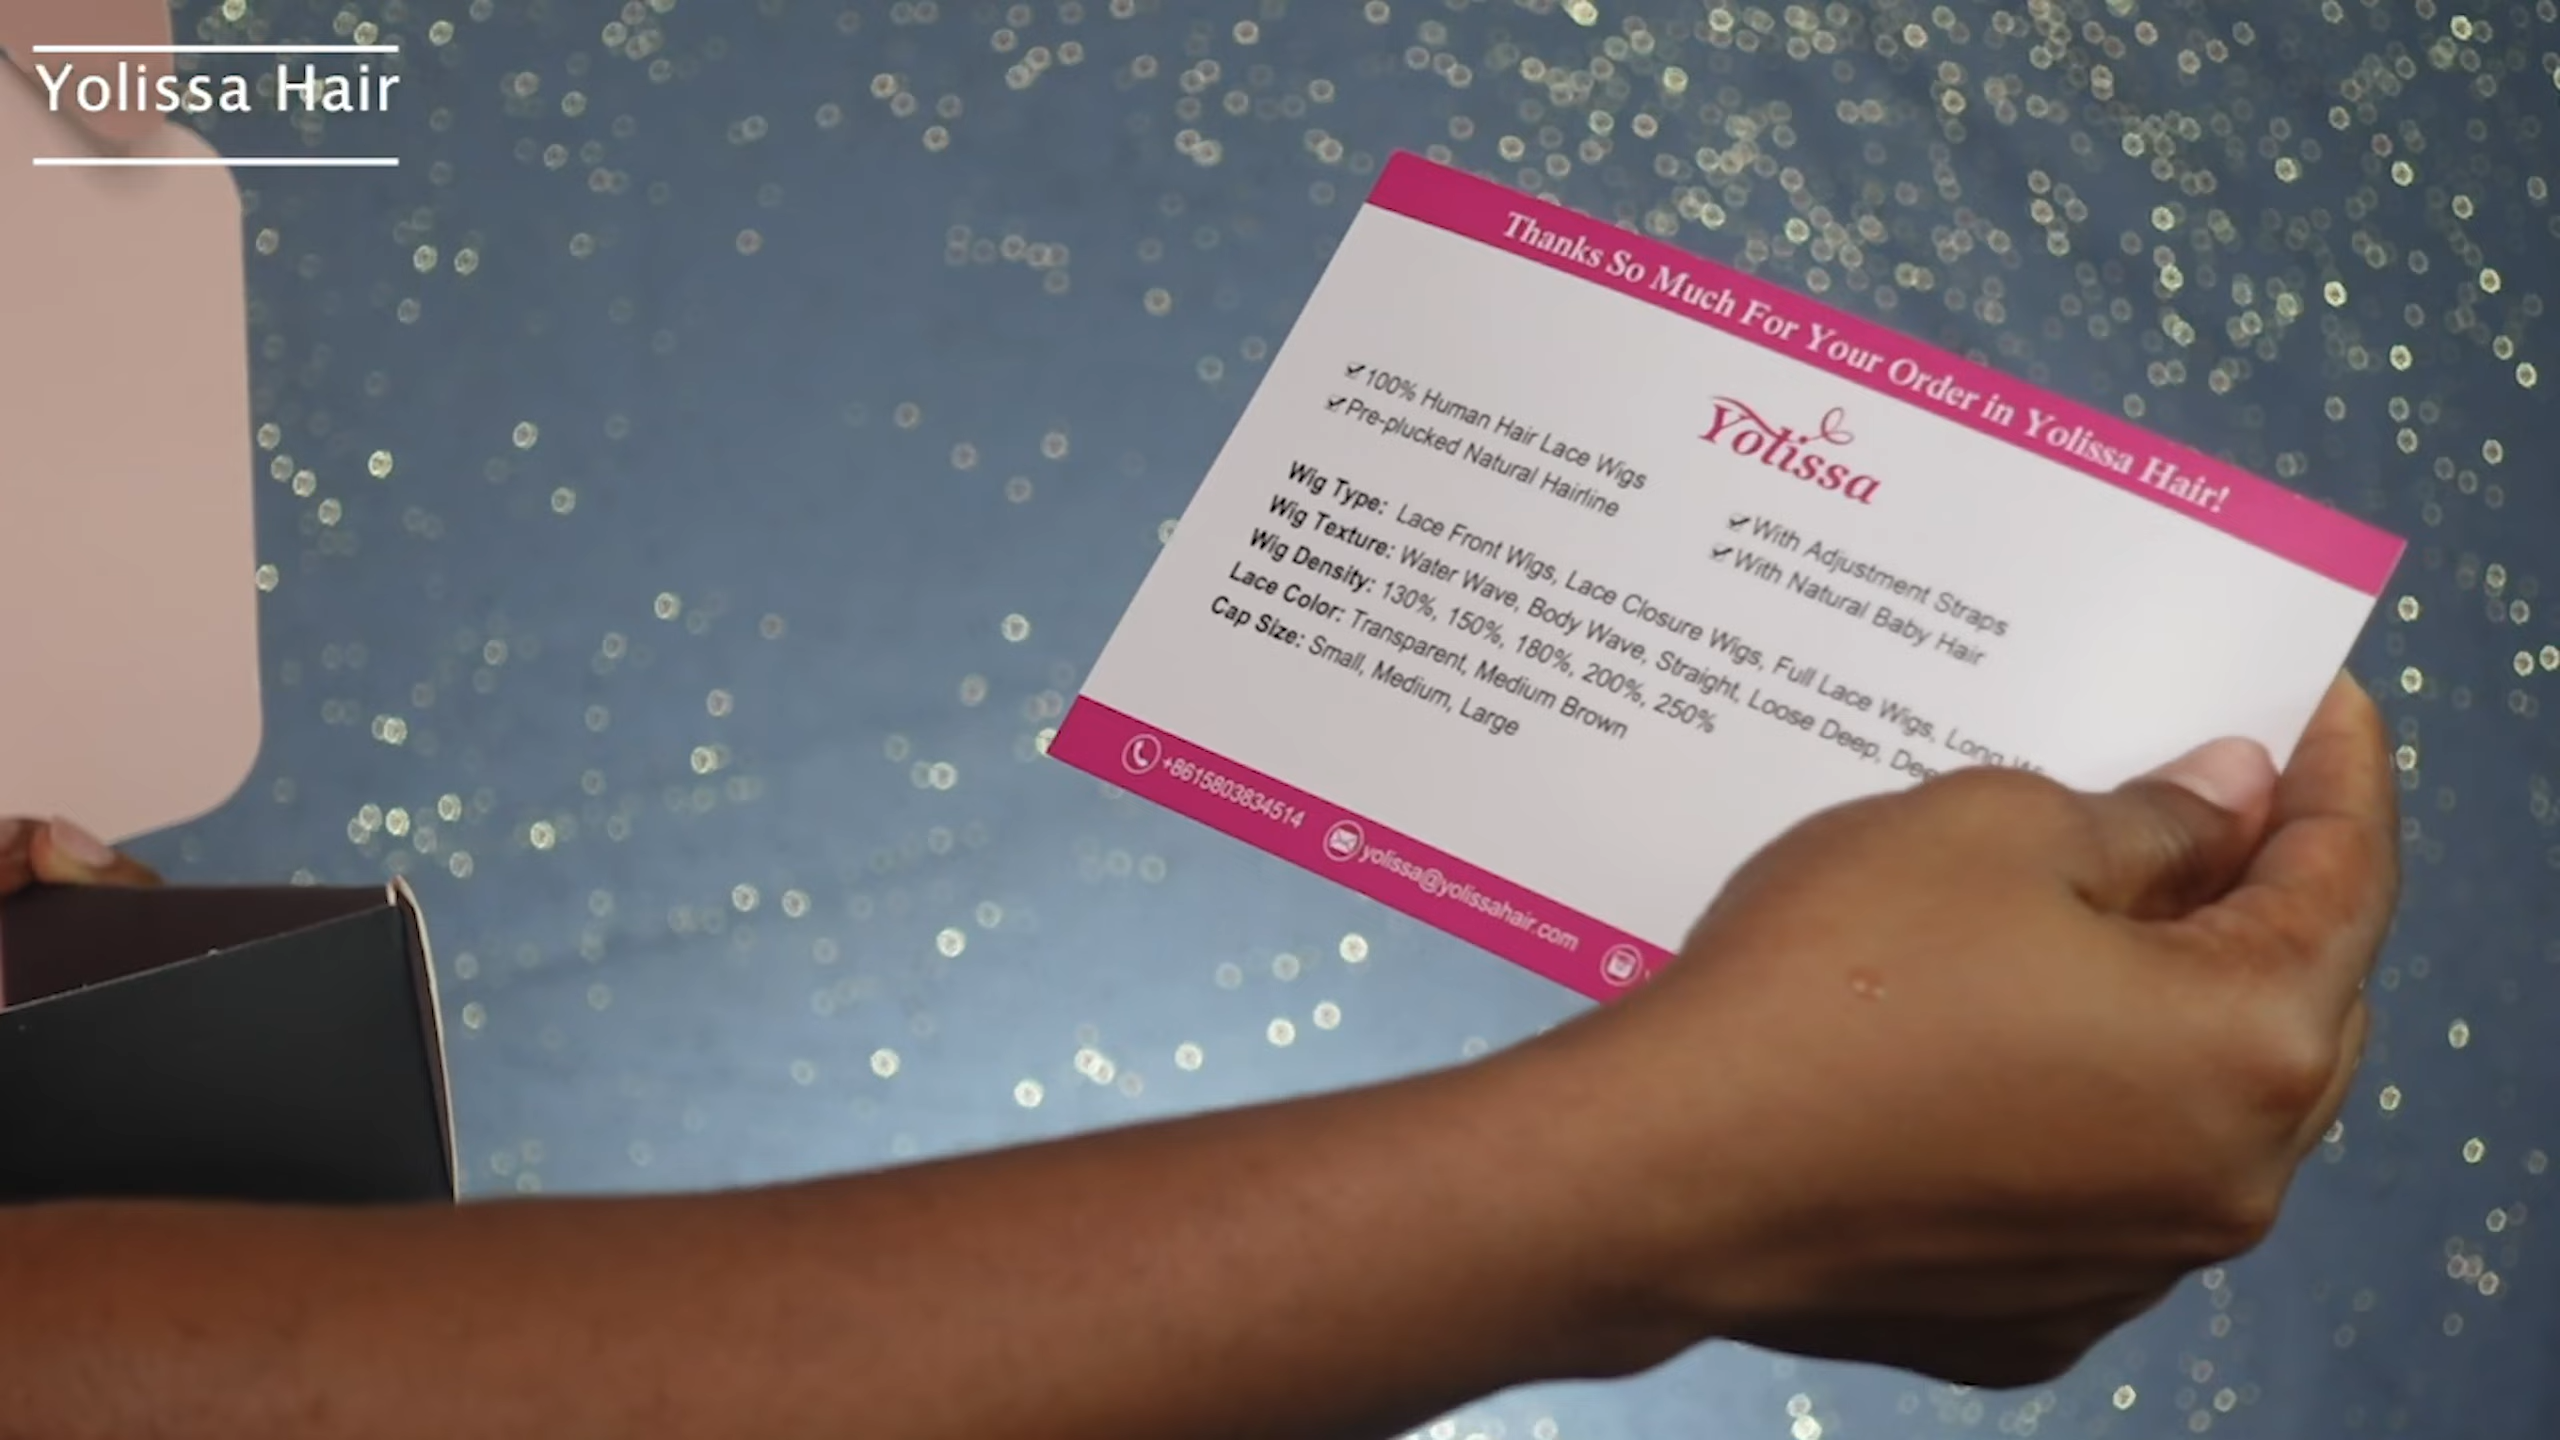 Yolissa Hair
Thanks So Much For Your Order in Yolissa Hair!
Yolissa
100% Human Hair Lace Wigs
Pre-plucked Natural Hairline
With Adjustment Straps
With Natural Baby Hair
Wig Type: Lace Front Wigs, Lace Closure Wigs, Full Lace Wigs, Long
Wig Texture: Water Wave, Body Wave, Straight, Loose Deep,
Wig Density: 130%, 150%, 180%, 200%, 250%
Lace Color: Transparent, Medium Brown
Cap Size: Small, Medium, Large
+8615803834514
yolissa@yolissahair.com